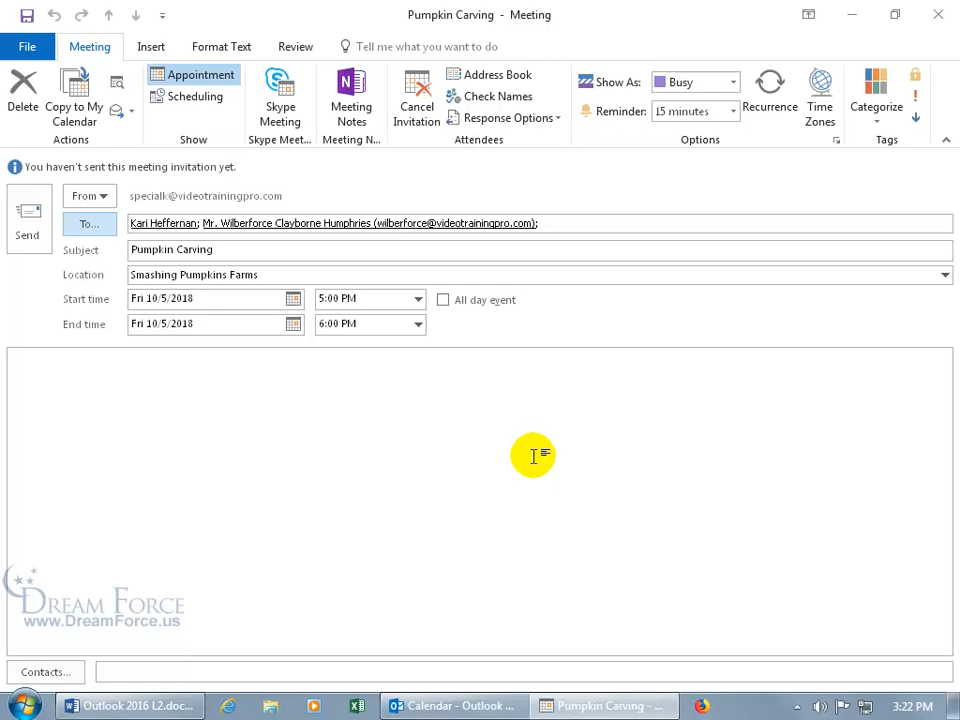 Pumpkin Carving - Meeting
File Meeting Insert Format Text Review Tell me what you want to do
Delete
Copy to My Calendar
Actions
Appointment
Scheduling
Show
Skype Meeting
Skype Meet...
Meeting Notes
Meeting N...
Cancel Invitation
Address Book
Check Names
Response Options
Attendees
Show As: Busy
Reminder: 15 minutes
Recurrence
Time Zones
Options
Categorize
Tags
You haven't sent this meeting invitation yet.
Send
From specialk@videotrainingpro.com
To... Kari Heffernan; Mr. Wilberforce Clayborne Humphries (wilberforce@videotrainingpro.com);
Subject Pumpkin Carving
Location Smashing Pumpkins Farms
Start time Fri 10/5/2018 5:00 PM All day event
End time Fri 10/5/2018 6:00 PM
DREAM FORCE
www.DreamForce.us
Contacts...
Outlook 2016 L2.doc... Calendar - Outlook ... Pumpkin Carving - ... 3:22 PM